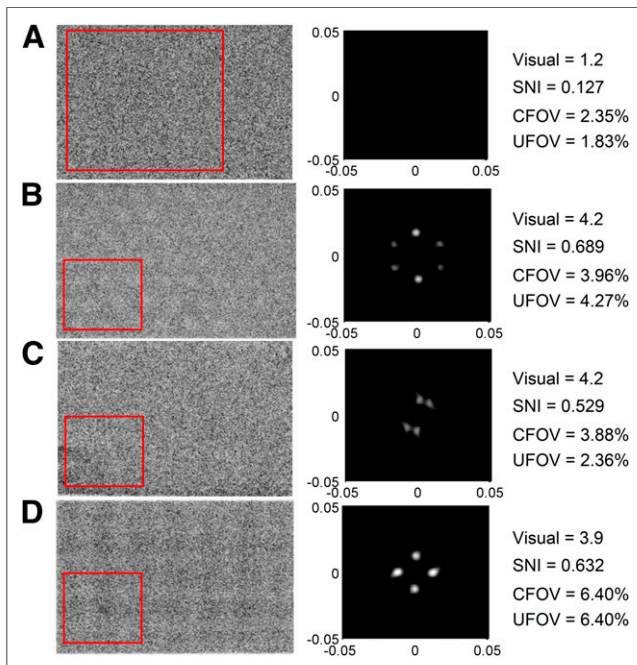 A
0.05
0
-0.05
0
0.05
Visual = 1.2
SNI = 0.127
CFOV = 2.35%
UFOV = 1.83%
B
0.05
0
-0.05
-0.05
0
0.05
Visual = 4.2
SNI = 0.689
CFOV = 3.96%
UFOV = 4.27%
C
0.05
0
-0.05
-0.05
0
0.05
Visual = 4.2
SNI = 0.529
CFOV = 3.88%
UFOV = 2.36%
D
0.05
0
-0.05
-0.05
0
0.05
Visual = 3.9
SNI = 0.632
CFOV = 6.40%
UFOV = 6.40%